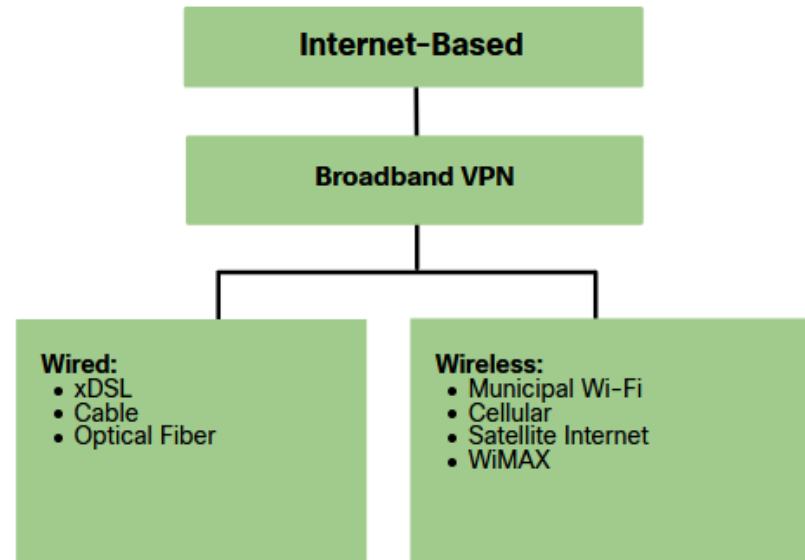 Internet-Based
Broadband VPN
Wired:
• xDSL
• Cable
• Optical Fiber
Wireless:
• Municipal Wi-Fi
• Cellular
• Satellite Internet
• WiMAX